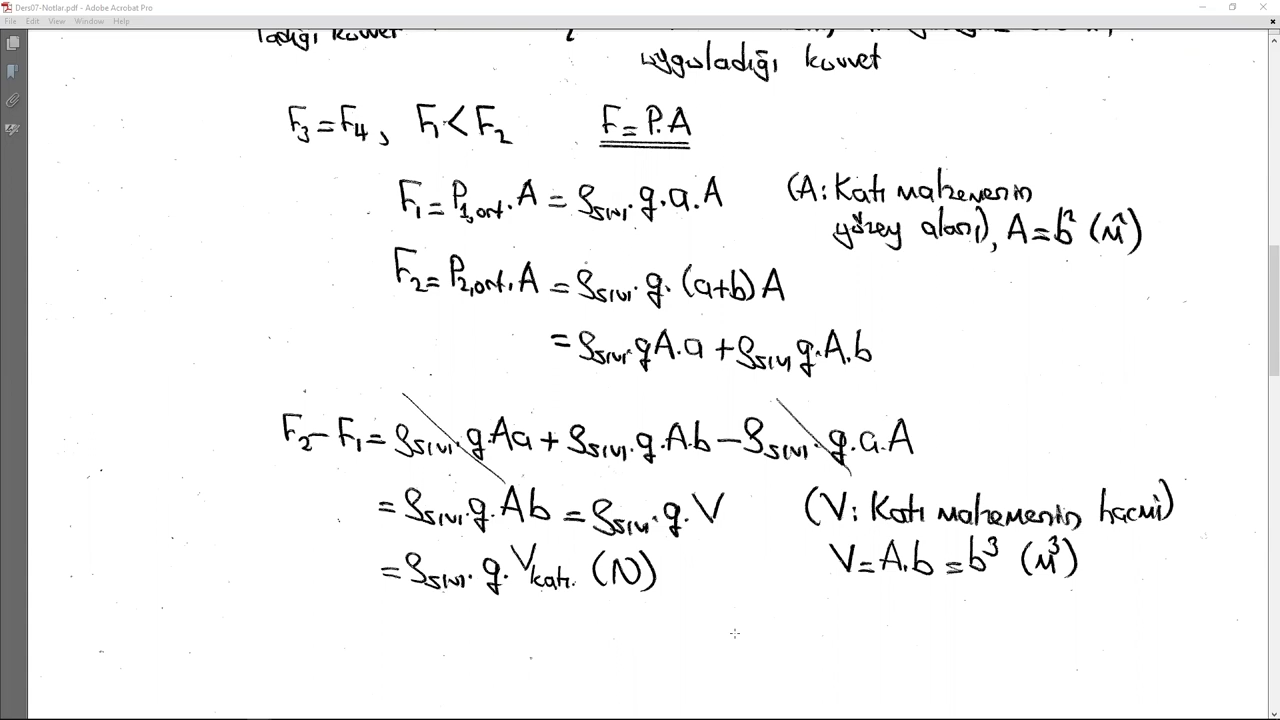 Ders07-Notlar.pdf - Adobe Acrobat Pro
File Edit View Window Help
ladığı kuvvet
uyguladığı kuvvet
F₃ = F₄, F₁ < F₂ F = P.A
F₁ = P₁,ort. A = ρsıvı. g. a. A (A: Katı malzemenin
yüzey alanı), A = b² (m²)
F₂ = P₂,ort. A = ρsıvı. g. (a+b) A
= ρsıvı. g A. a + ρsıvı g. A. b
F₂ - F₁ = ρsıvı. g. A a + ρsıvı. g. A. b - ρsıvı. g. a. A
= ρsıvı. g. A b = ρsıvı. g. V (V: Katı malzemenin hacmi)
= ρsıvı. g. Vkatı. (N) V = A. b = b³ (m³)